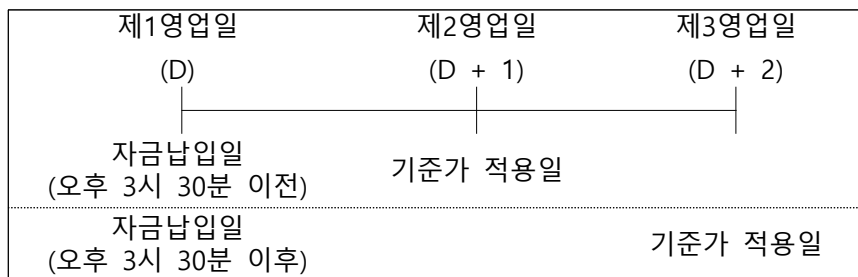 제1영업일 제2영업일 제3영업일
(D) (D + 1) (D + 2)
자금납입일
(오후 3시 30분 이전)
기준가 적용일
자금납입일
(오후 3시 30분 이후)
기준가 적용일